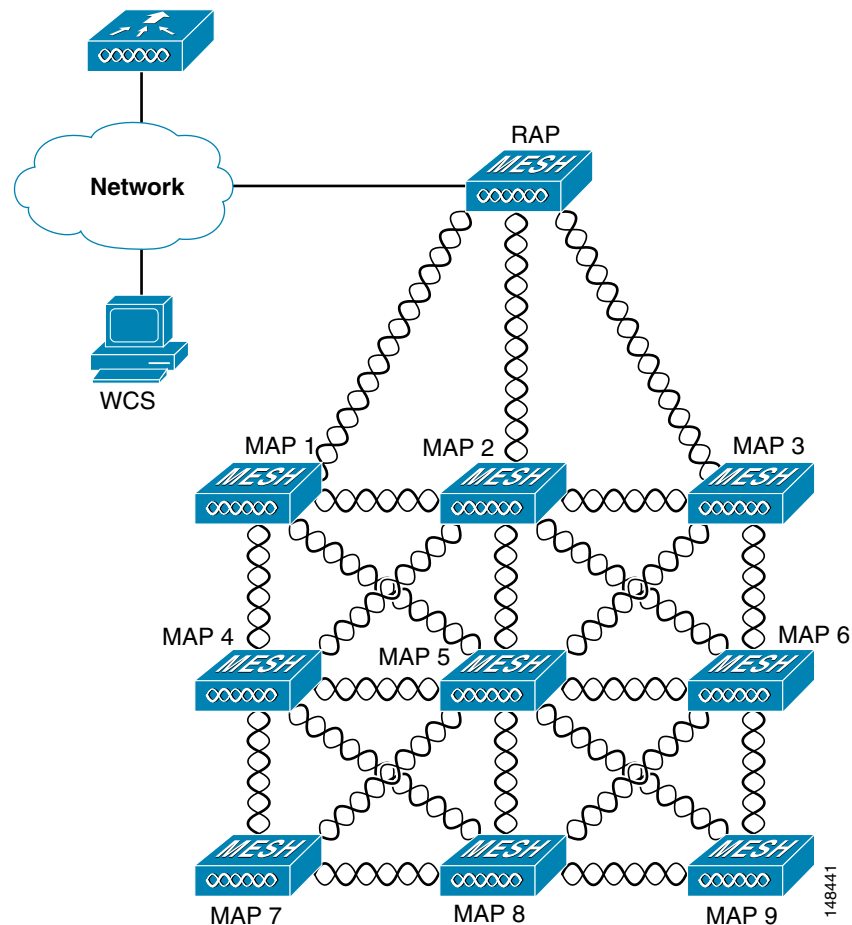 RAP
MESH
Network
WCS
MAP 1
MAP 2
MAP 3
MESH
MESH
MESH
MAP 4
MAP 5
MAP 6
MESH
MESH
MESH
MESH
MESH
MESH
MAP 7
MAP 8
MAP 9
148441